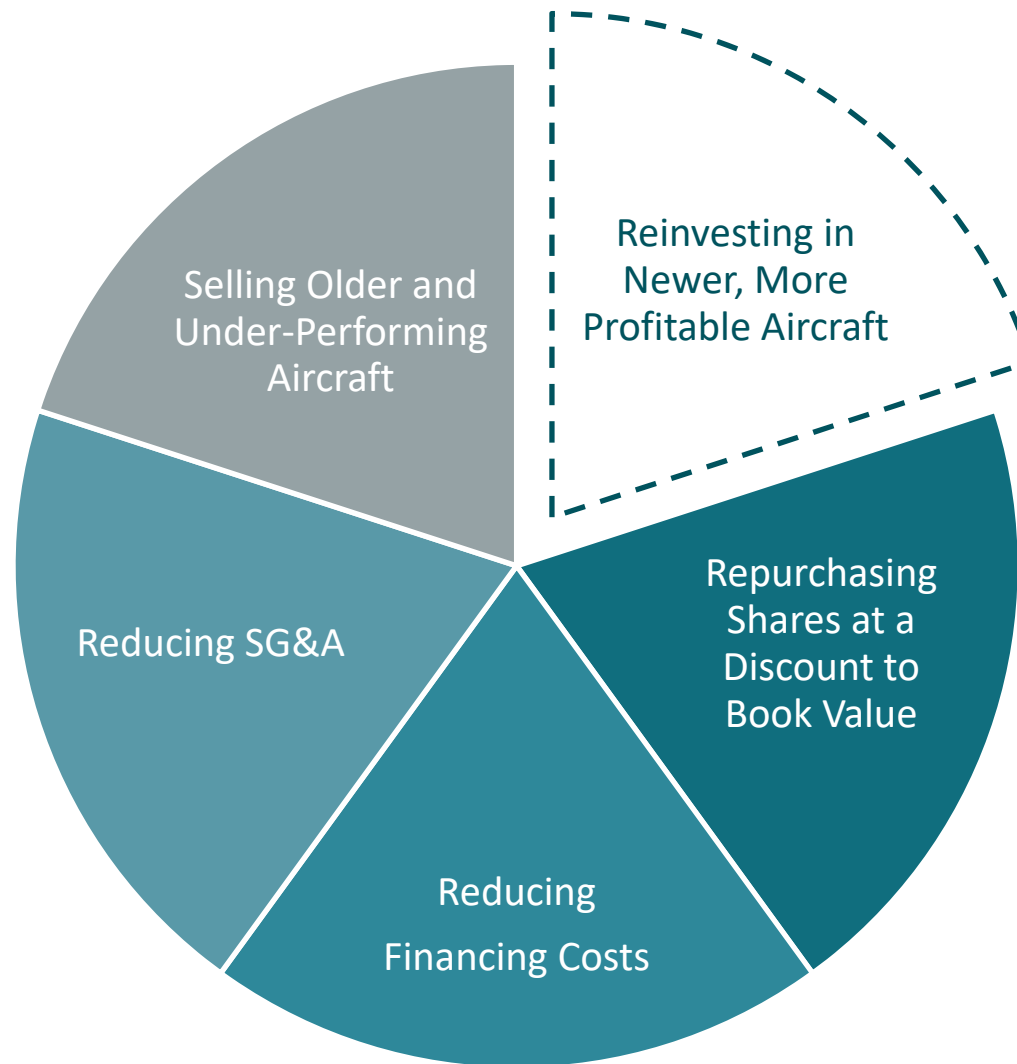 Reinvesting in
Newer, More
Profitable Aircraft
Selling Older and
Under-Performing
Aircraft
Repurchasing
Shares at a
Discount to
Book Value
Reducing SG&A
Reducing
Financing Costs